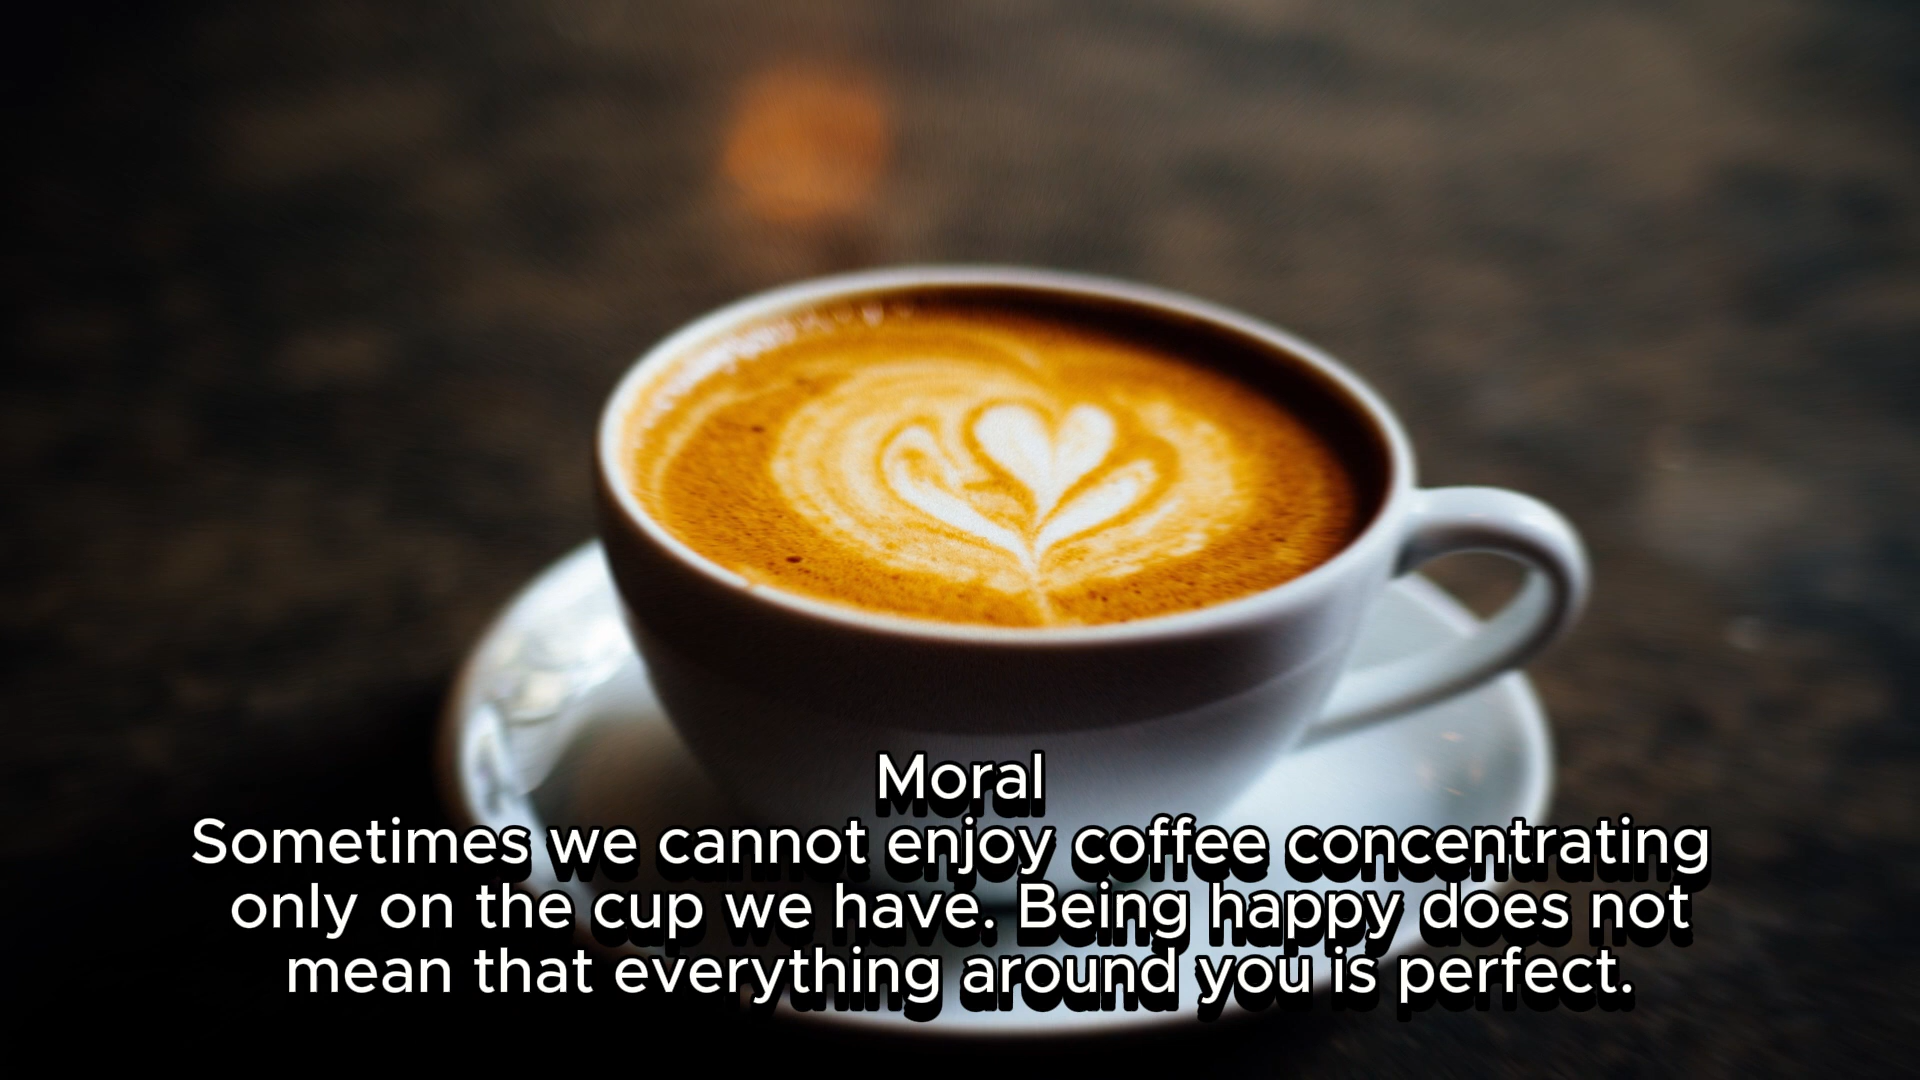 Moral
Sometimes we cannot enjoy coffee concentrating
only on the cup we have. Being happy does not
mean that everything around you is perfect.